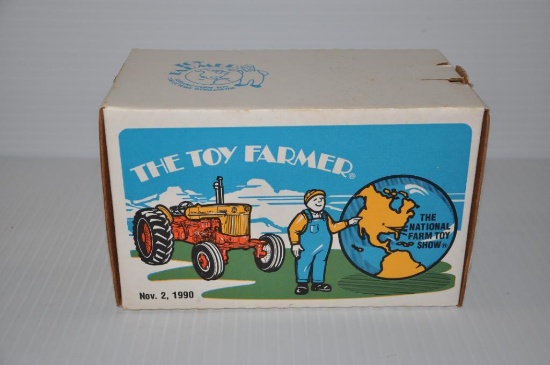 THE TOY FARMER®
THE
NATIONAL
FARM TOY
SHOW
Nov. 2, 1990